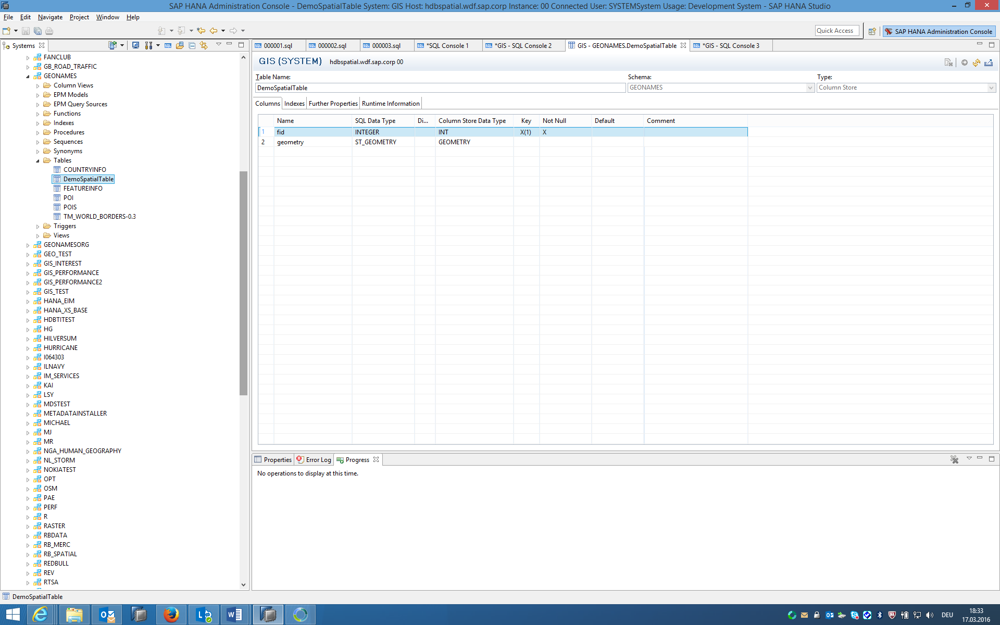 SAP HANA Administration Console - DemoSpatialTable System: GIS Host: hdbspatial.wdf.sap.corp Instance: 00 Connected User: SYSTEMSystem Usage: Development System - SAP HANA Studio
File Edit Navigate Project Window Help
Quick Access
SAP HANA Administration Console
Systems
FANCLUB
GB_ROAD_TRAFFIC
GEONAMES
Column Views
EPM Models
EPM Query Sources
Functions
Indexes
Procedures
Sequences
Synonyms
Tables
COUNTRYINFO
DemoSpatialTable
FEATUREINFO
POI
POIS
TM_WORLD_BORDERS-0.3
Triggers
Views
GEONAMESORG
GEO_TEST
GIS_INTEREST
GIS_PERFORMANCE
GIS_PERFORMANCE2
GIS_TEST
HANA_EIM
HANA_XS_BASE
HDBTITEST
HG
HILVERSUM
HURRICANE
I064303
ILNAVY
IM_SERVICES
KAI
LSY
MDSTEST
METADATAINSTALLER
MICHAEL
MJ
MR
NGA_HUMAN_GEOGRAPHY
NL_STORM
NOKIATEST
OPT
OSM
PAE
PERF
R
RASTER
RBDATA
RB_MERC
RB_SPATIAL
REDBULL
REV
RTSA
000001.sql 000002.sql 000003.sql *SQL Console 1 *GIS - SQL Console 2 GIS - GEONAMES.DemoSpatialTable *GIS - SQL Console 3
GIS (SYSTEM) hdbspatial.wdf.sap.corp 00
Table Name: Schema: Type:
DemoSpatialTable GEONAMES Column Store
Columns Indexes Further Properties Runtime Information
Name SQL Data Type Di... Column Store Data Type Key Not Null Default Comment
1 fid INTEGER INT X(1) X
2 geometry ST_GEOMETRY GEOMETRY
Properties Error Log Progress
No operations to display at this time.
DemoSpatialTable
DEU
18:33
17.03.2016